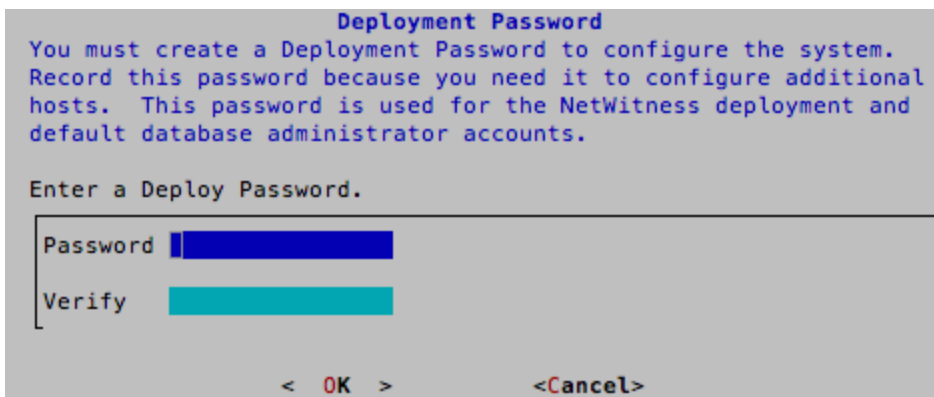 Deployment Password
You must create a Deployment Password to configure the system.
Record this password because you need it to configure additional
hosts.  This password is used for the NetWitness deployment and
default database administrator accounts.
Enter a Deploy Password.
Password
Verify
<  OK  >          <Cancel>